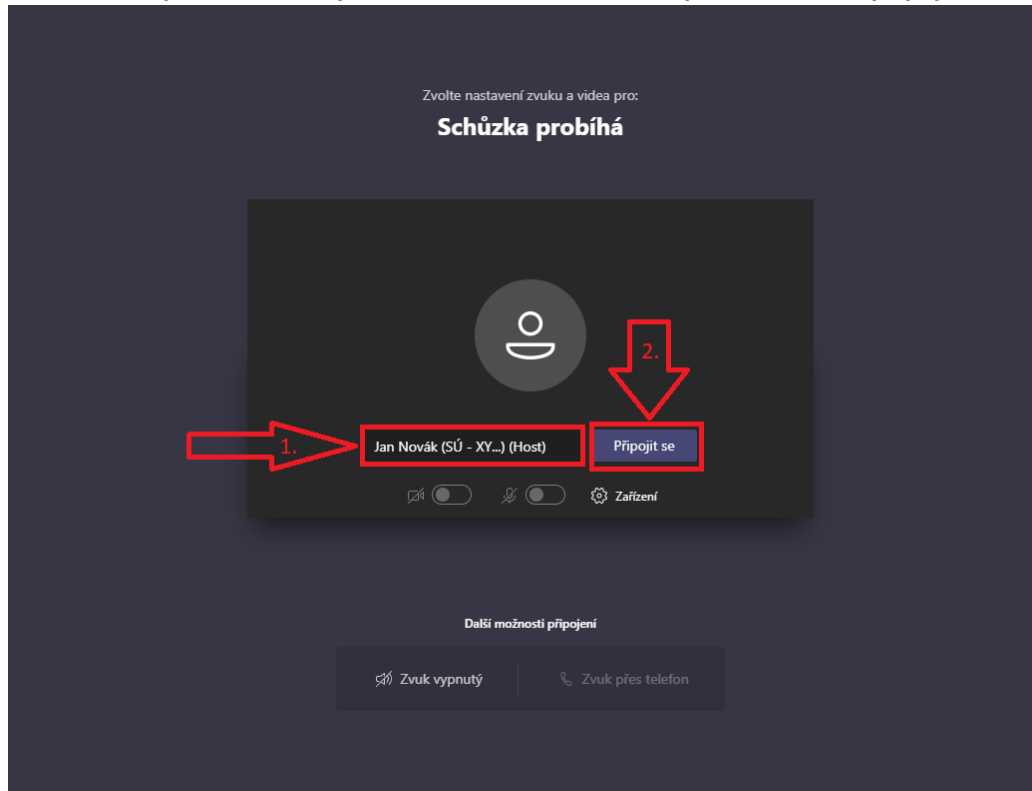 Zvolte nastavení zvuku a videa pro:
Schůzka probíhá
2.
1.
Jan Novák (SÚ - XY...) (Host)
Připojit se
Zařízení
Další možnosti připojení
Zvuk vypnutý
Zvuk přes telefon